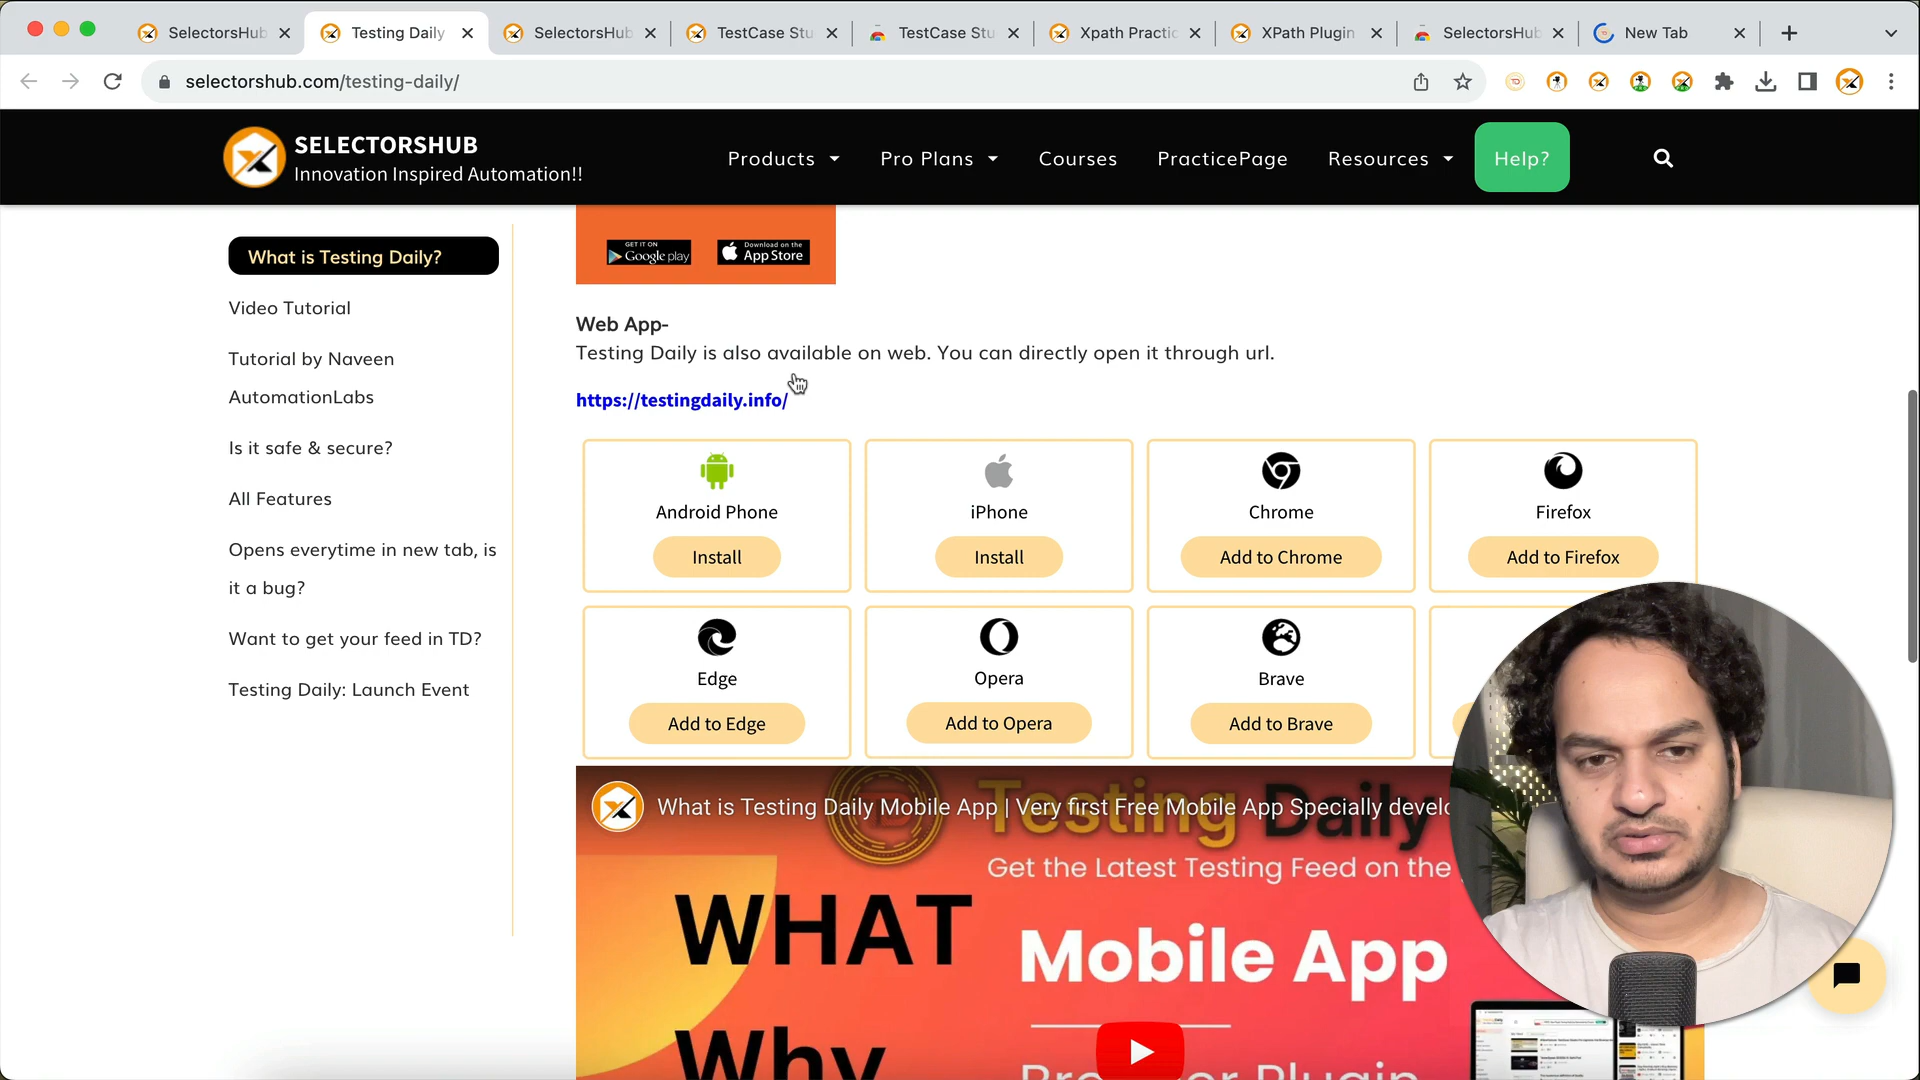 SelectorsHub
Testing Daily
SelectorsHub
TestCase Stu
TestCase Stu
Xpath Practic
XPath Plugin
SelectorsHub
New Tab
selectorshub.com/testing-daily/
SELECTORSHUB
Innovation Inspired Automation!!
Products
Pro Plans
Courses
PracticePage
Resources
Help?
What is Testing Daily?
Video Tutorial
Tutorial by Naveen
AutomationLabs
Is it safe & secure?
All Features
Opens everytime in new tab, is
it a bug?
Want to get your feed in TD?
Testing Daily: Launch Event
GET IT ON
Google play
Download on the
App Store
Web App-
Testing Daily is also available on web. You can directly open it through url.
https://testingdaily.info/
Android Phone
Install
iPhone
Install
Chrome
Add to Chrome
Firefox
Add to Firefox
Edge
Add to Edge
Opera
Add to Opera
Brave
Add to Brave
What is Testing Daily Mobile App | Very first Free Mobile App Specially develo
Testing Daily
Get the Latest Testing Feed on the
WHAT
Mobile App
Why
Browser Plugin